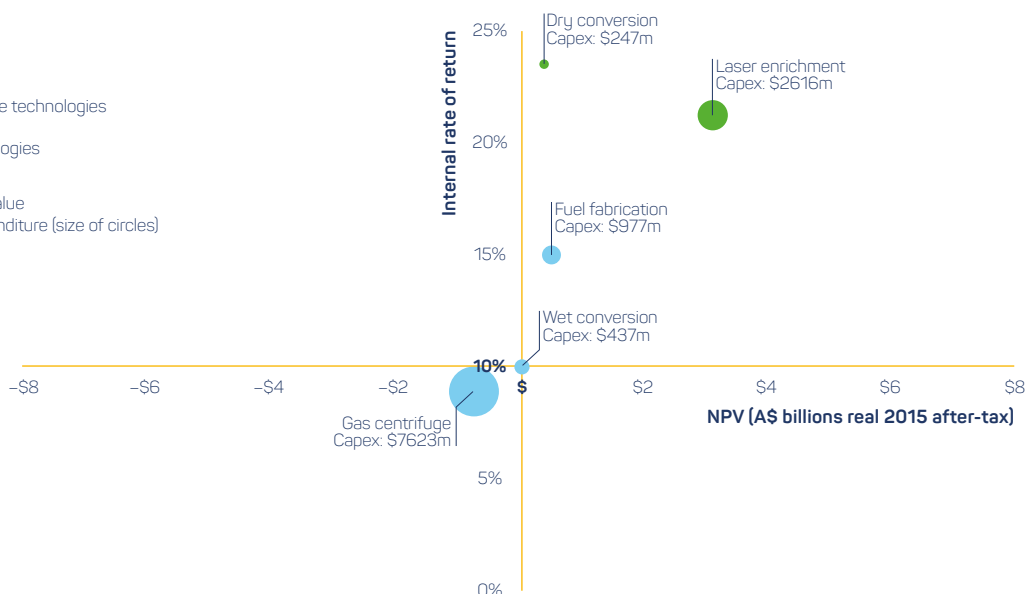 e technologies
ogies
alue
nditure (size of circles)
Internal rate of return
25%
Dry conversion
Capex: $247m
Laser enrichment
Capex: $2616m
20%
Fuel fabrication
Capex: $977m
15%
Wet conversion
Capex: $437m
10%
–$8
–$6
–$4
–$2
$
$2
$4
$6
$8
NPV (A$ billions real 2015 after-tax)
Gas centrifuge
Capex: $7623m
5%
0%